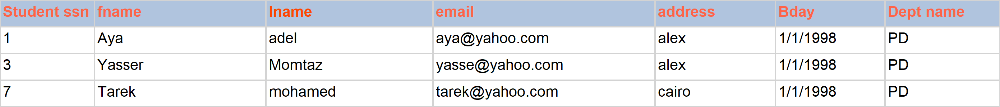 Student ssn fname lname email address Bday Dept name
1 Aya adel aya@yahoo.com alex 1/1/1998 PD
3 Yasser Momtaz yasse@yahoo.com alex 1/1/1998 PD
7 Tarek mohamed tarek@yahoo.com cairo 1/1/1998 PD